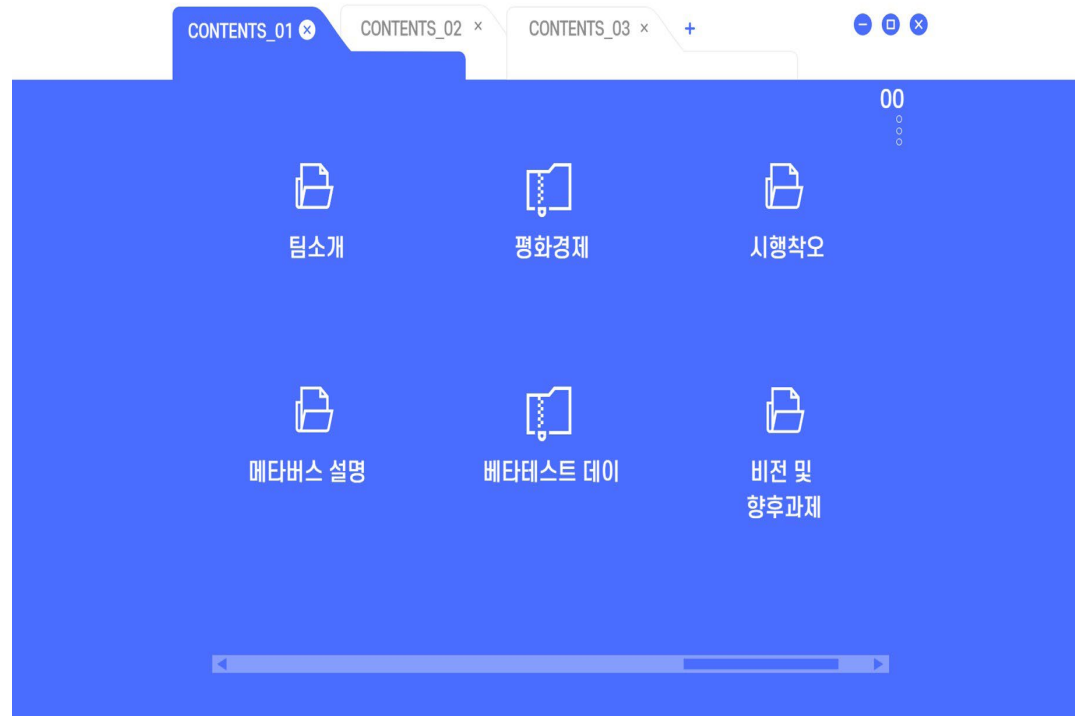 CONTENTS_01 ×
CONTENTS_02 ×
CONTENTS_03 ×
+
00
팀소개
평화경제
시행착오
메타버스 설명
베타테스트 데이
비전 및
향후과제